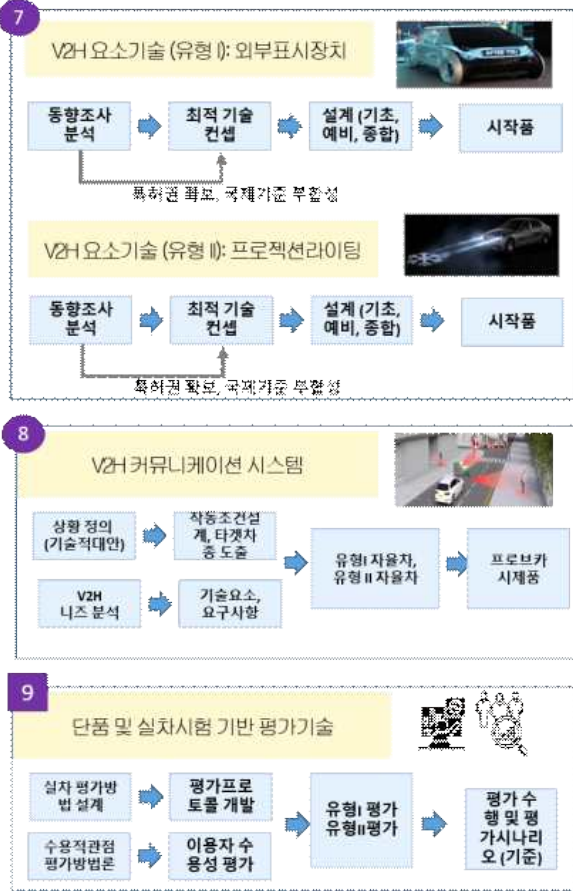 7
V2H 요소기술 (유형 I): 외부표시장치
AFTER YOU
동향조사
분석
최적 기술
컨셉
설계 (기초,
예비, 종합)
시작품
특허권 확보, 국제기준 부합성
V2H 요소기술 (유형 II): 프로젝션라이팅
동향조사
분석
최적 기술
컨셉
설계 (기초,
예비, 종합)
시작품
특허권 확보, 국제기준 부합성
8
V2H 커뮤니케이션 시스템
상황 정의
(기술적대안)
작동조건설
계, 타겟차
종 도출
V2H
니즈 분석
기술요소,
요구사항
유형I 자율차,
유형 II 자율차
프로브카
시제품
9
단품 및 실차시험 기반 평가기술
실차 평가방
법 설계
평가프로
토콜 개발
수용적관점
평가방법론
이용자 수
용성 평가
유형I 평가
유형II평가
평가 수
행 및 평
가시나리
오 (기준)